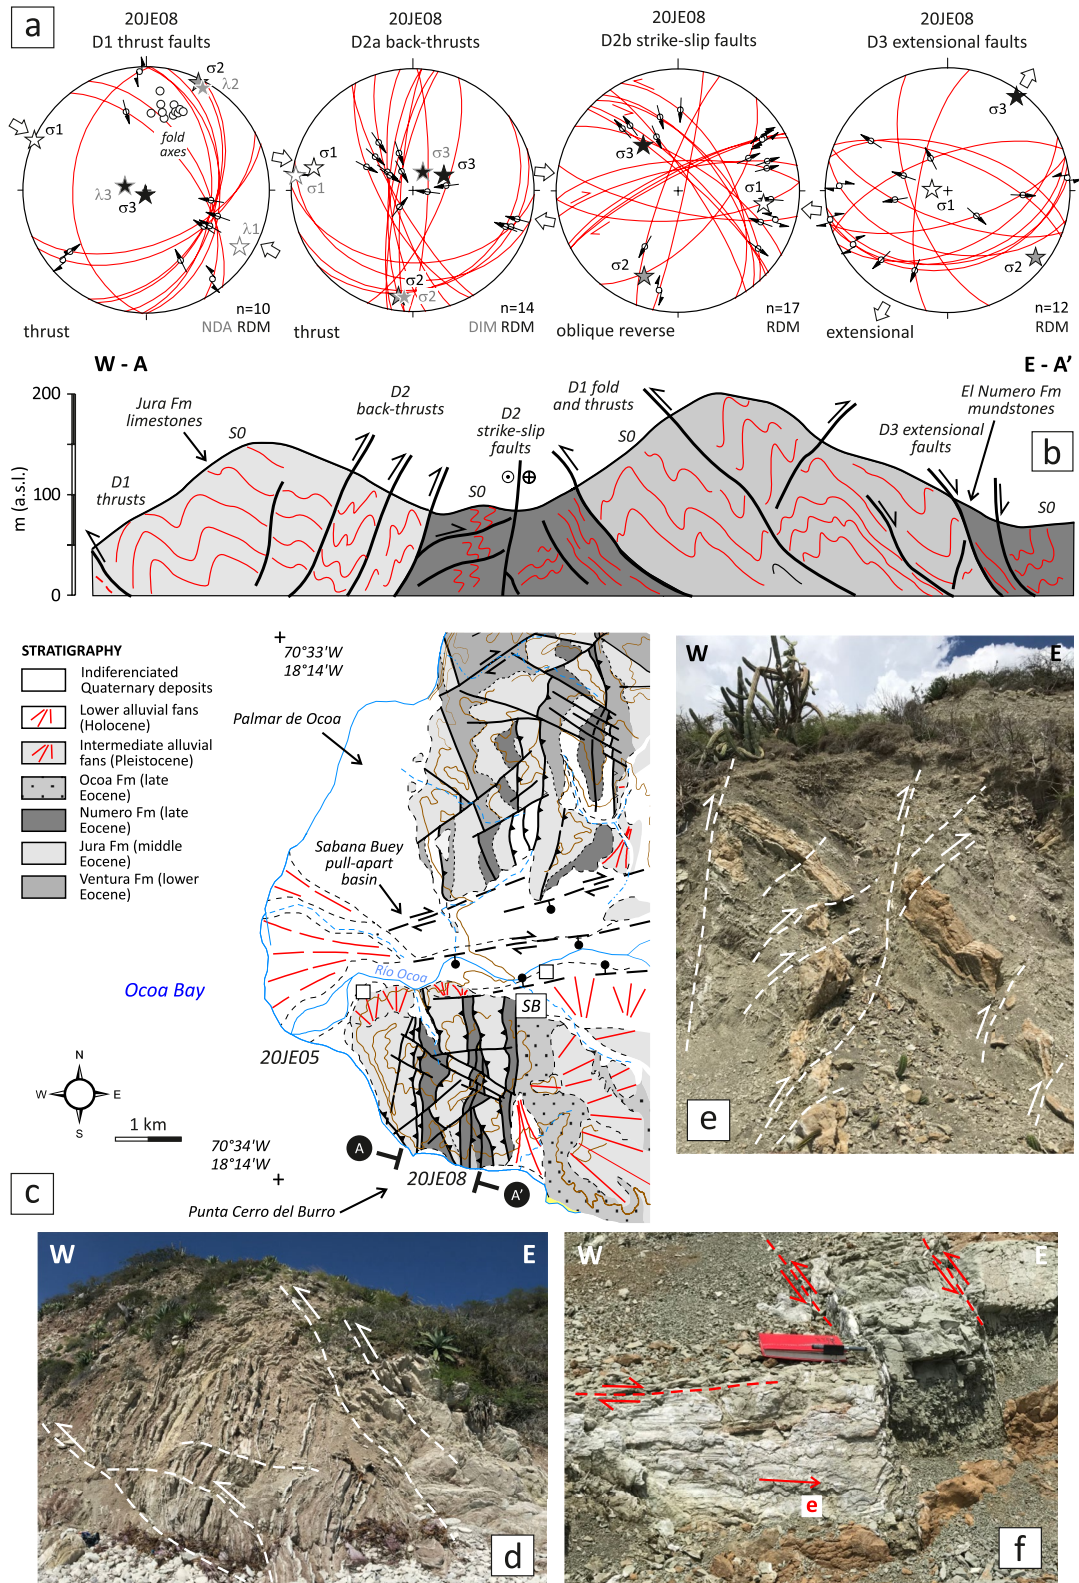 a
20JE08
D1 thrust faults
20JE08
D2a back-thrusts
20JE08
D2b strike-slip faults
20JE08
D3 extensional faults
σ2
λ2
σ1
fold
axes
λ3
σ3
λ1
n=10
NDA RDM
thrust
σ1
σ1
σ3
σ3
σ2
σ2
n=14
DIM RDM
thrust
σ3
σ1
σ2
n=17
RDM
oblique reverse
σ3
σ1
σ2
n=12
RDM
extensional
W - A
E - A’
b
m (a.s.l.)
200
100
0
D1
thrusts
Jura Fm
limestones
S0
D2
back-thrusts
S0
D2
strike-slip
faults
D1 fold
and thrusts
S0
D3 extensional
faults
El Numero Fm
mundstones
S0
STRATIGRAPHY
Indiferenciated
Quaternary deposits
Lower alluvial fans
(Holocene)
Intermediate alluvial
fans (Pleistocene)
Ocoa Fm (late
Eocene)
Numero Fm (late
Eocene)
Jura Fm (middle
Eocene)
Ventura Fm (lower
Eocene)
70°33'W
18°14'W
Palmar de Ocoa
Sabana Buey
pull-apart
basin
Rio Ocoa
Ocoa Bay
SB
20JE05
N
W
E
S
1 km
70°34'W
18°14'W
A
20JE08
A’
Punta Cerro del Burro
c
W
E
e
W
E
d
W
E
e
f